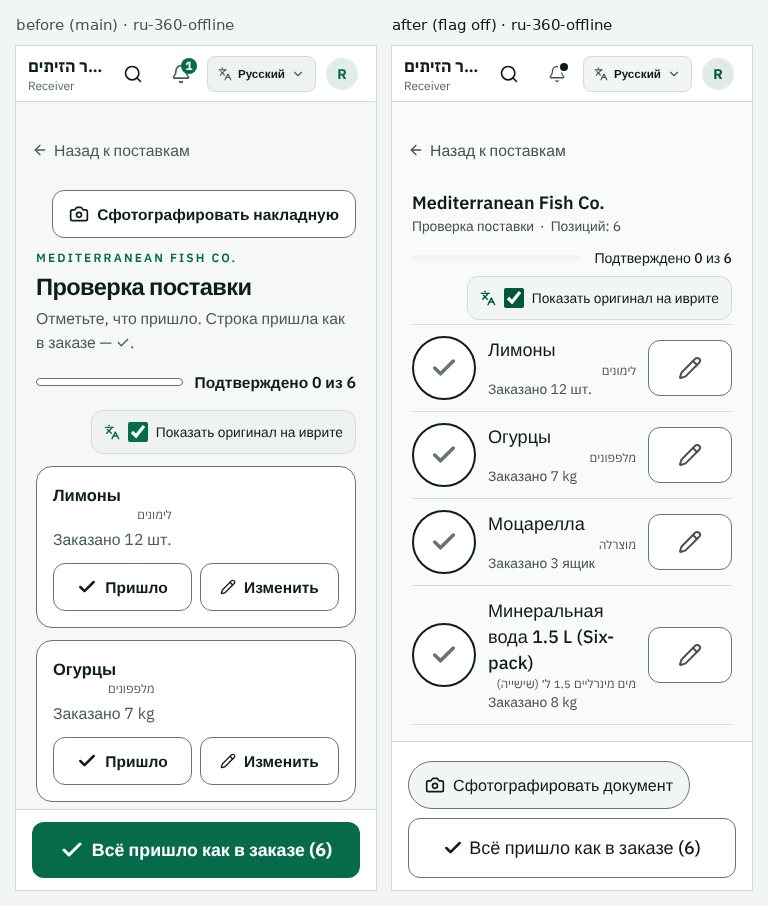 before (main) · ru-360-offline
ר הזיתים...
Receiver
1
Русский
R
Назад к поставкам
Сфотографировать накладную
MEDITERRANEAN FISH CO.
Проверка поставки
Отметьте, что пришло. Строка пришла как
в заказе — ✓.
Подтверждено 0 из 6
Показать оригинал на иврите
Лимоны
לימונים
Заказано 12 шт.
Пришло
Изменить
Огурцы
מלפפונים
Заказано 7 kg
Пришло
Изменить
Всё пришло как в заказе (6)
after (flag off) · ru-360-offline
ר הזיתים...
Receiver
Русский
R
Назад к поставкам
Mediterranean Fish Co.
Проверка поставки · Позиций: 6
Подтверждено 0 из 6
Показать оригинал на иврите
Лимоны
לימונים
Заказано 12 шт.
Огурцы
מלפפונים
Заказано 7 kg
Моцарелла
מוצרלה
Заказано 3 ящик
Минеральная
вода 1.5 L (Six-
pack)
מים מינרליים 1.5 ל׳ (שישייה)
Заказано 8 kg
Сфотографировать документ
Всё пришло как в заказе (6)